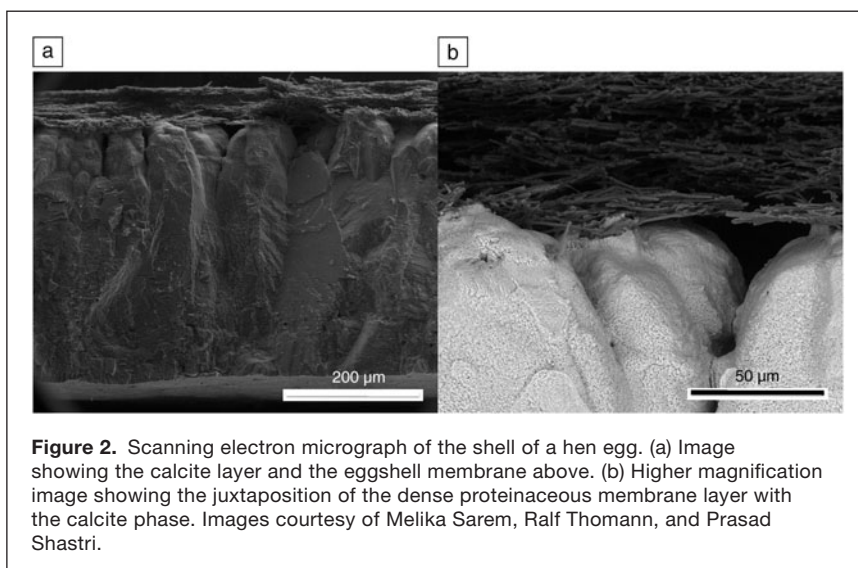 a
b
200 µm
50 µm
Figure 2. Scanning electron micrograph of the shell of a hen egg. (a) Image
showing the calcite layer and the eggshell membrane above. (b) Higher magnification
image showing the juxtaposition of the dense proteinaceous membrane layer with
the calcite phase. Images courtesy of Melika Sarem, Ralf Thomann, and Prasad
Shastri.